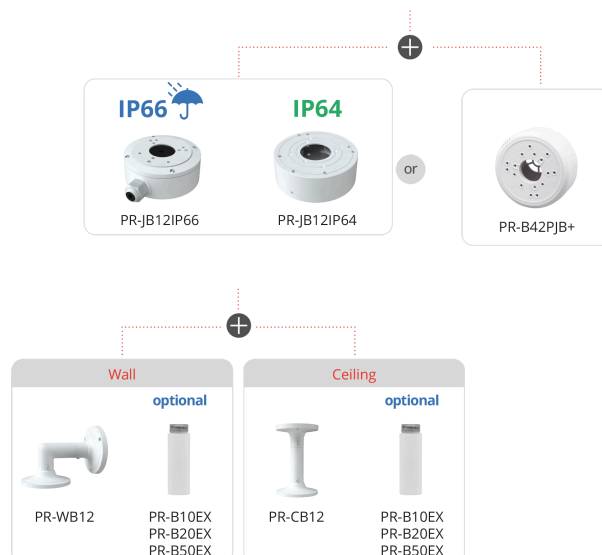 IP66
IP64
PR-JB12IP66
PR-JB12IP64
or
PR-B42PJB+
Wall
Ceiling
optional
optional
PR-WB12
PR-B10EX
PR-B20EX
PR-B50EX
PR-CB12
PR-B10EX
PR-B20EX
PR-B50EX